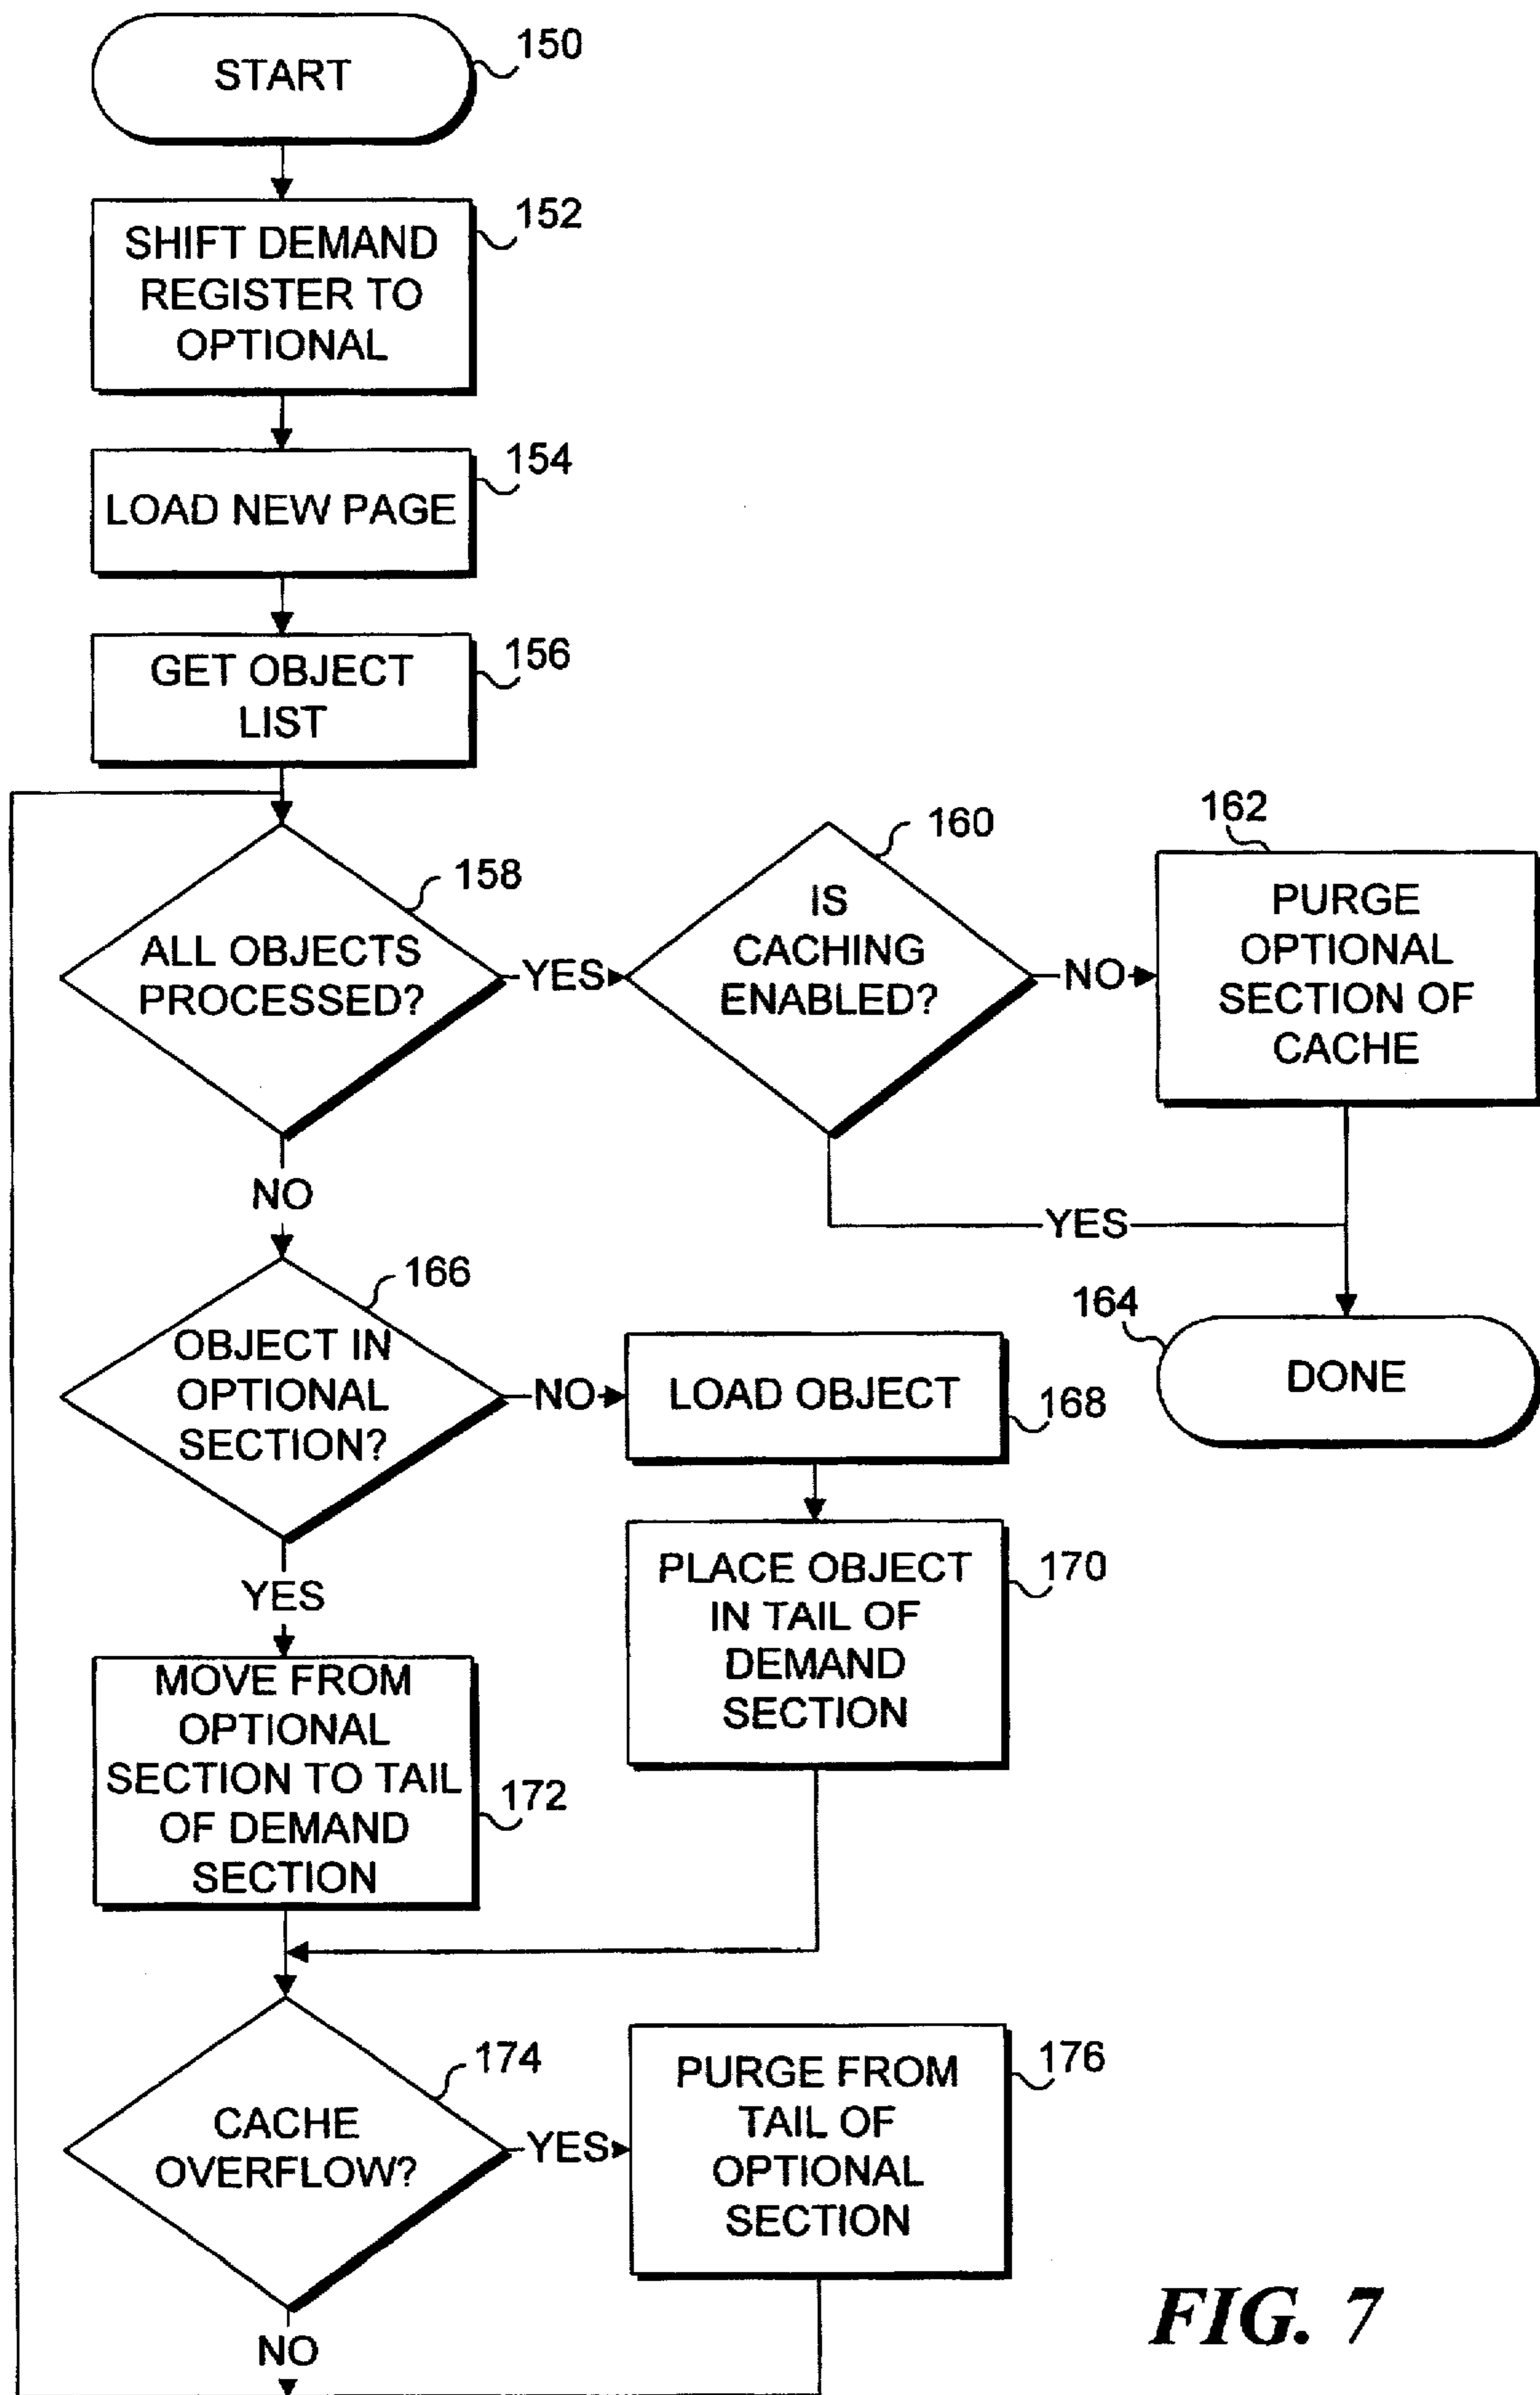 START
150
SHIFT DEMAND
REGISTER TO
OPTIONAL
152
LOAD NEW PAGE
154
GET OBJECT
LIST
156
ALL OBJECTS
PROCESSED?
158
YES
IS
CACHING
ENABLED?
160
NO
PURGE
OPTIONAL
SECTION OF
CACHE
162
YES
DONE
164
NO
OBJECT IN
OPTIONAL
SECTION?
166
NO
LOAD OBJECT
168
PLACE OBJECT
IN TAIL OF
DEMAND
SECTION
170
YES
MOVE FROM
OPTIONAL
SECTION TO TAIL
OF DEMAND
SECTION
172
CACHE
OVERFLOW?
174
YES
PURGE FROM
TAIL OF
OPTIONAL
SECTION
176
NO
FIG. 7